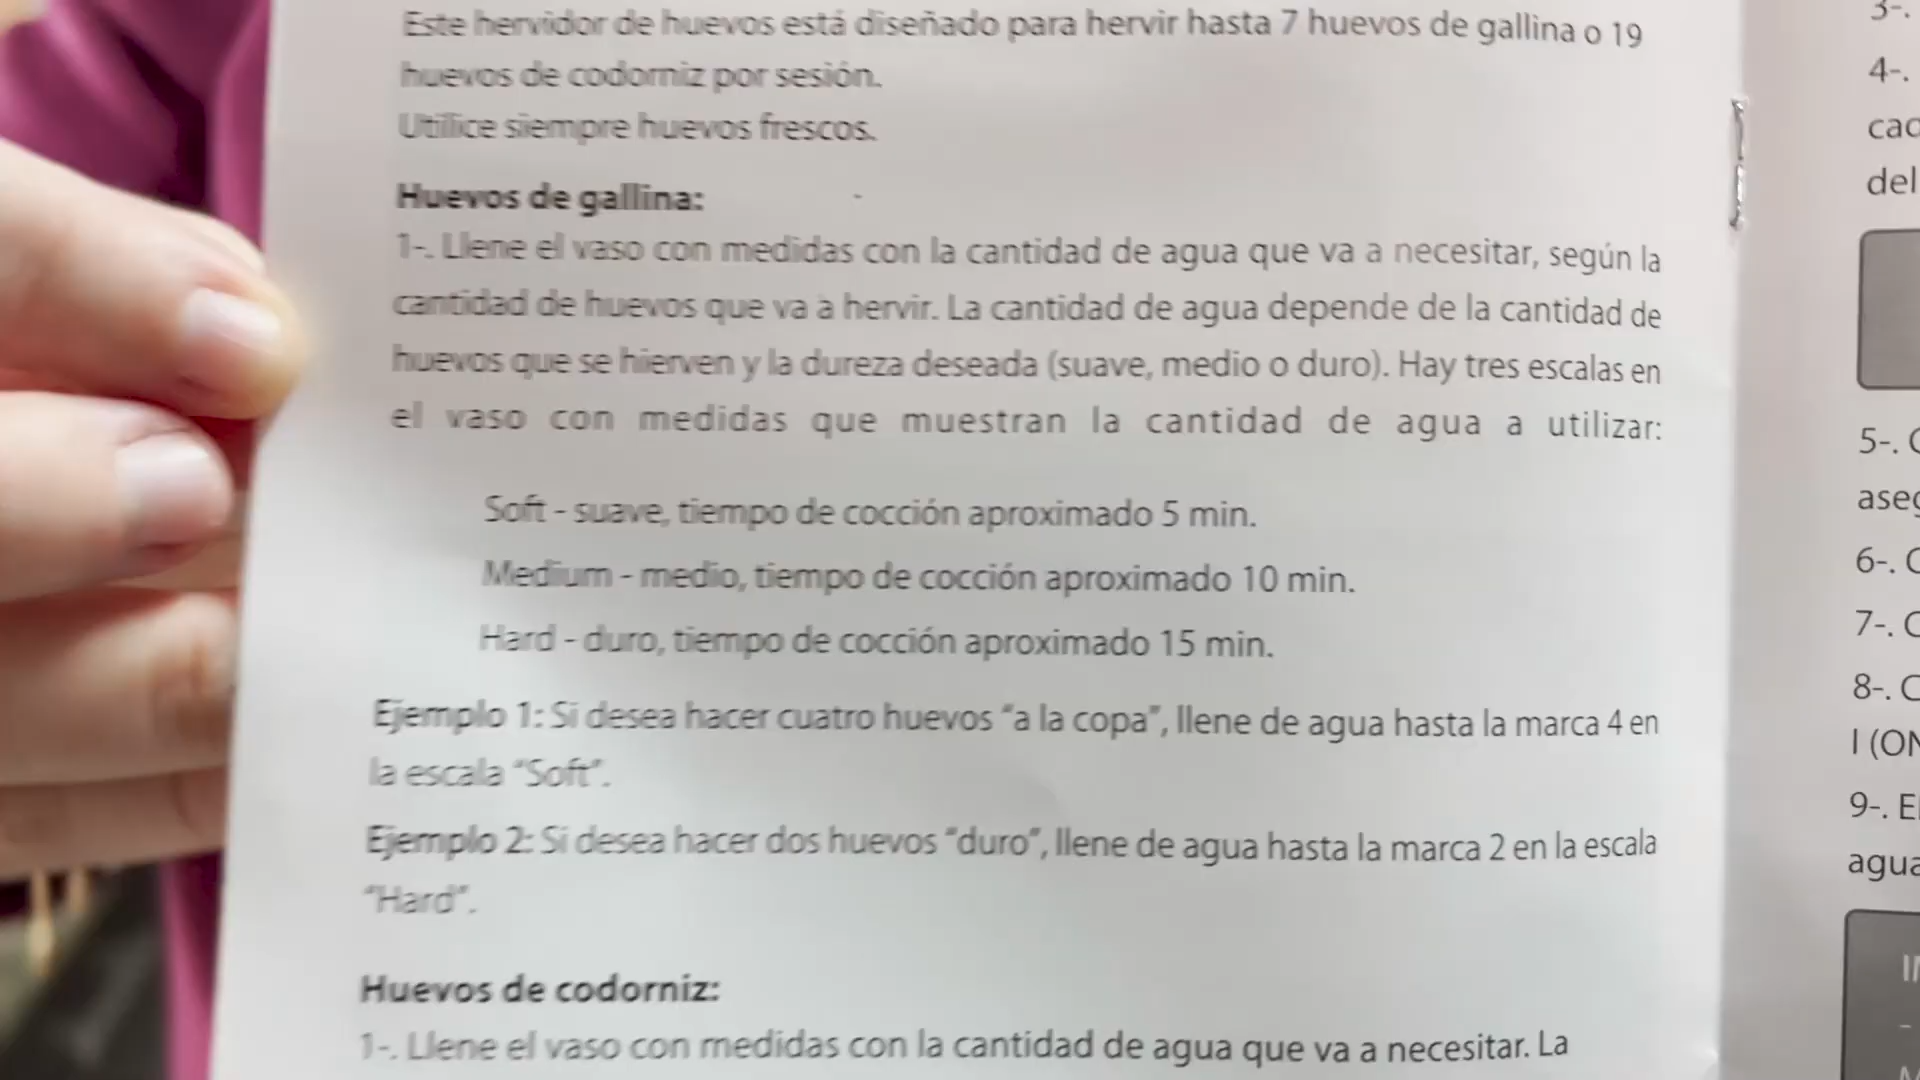 Este hervidor de huevos está diseñado para hervir hasta 7 huevos de gallina o 19
huevos de codorniz por sesión.
Utilice siempre huevos frescos.
Huevos de gallina:
1-. Llene el vaso con medidas con la cantidad de agua que va a necesitar, según la
cantidad de huevos que va a hervir. La cantidad de agua depende de la cantidad de
huevos que se hierven y la dureza deseada (suave, medio o duro). Hay tres escalas en
el vaso con medidas que muestran la cantidad de agua a utilizar:
Soft - suave, tiempo de cocción aproximado 5 min.
Medium - medio, tiempo de cocción aproximado 10 min.
Hard - duro, tiempo de cocción aproximado 15 min.
Ejemplo 1: Si desea hacer cuatro huevos “a la copa”, llene de agua hasta la marca 4 en
la escala “Soft”.
Ejemplo 2: Si desea hacer dos huevos “duro”, llene de agua hasta la marca 2 en la escala
“Hard”.
Huevos de codorniz:
1-. Llene el vaso con medidas con la cantidad de agua que va a necesitar. La
3-.
4-.
del
5-.
6-.
7-.
8-.
9-.